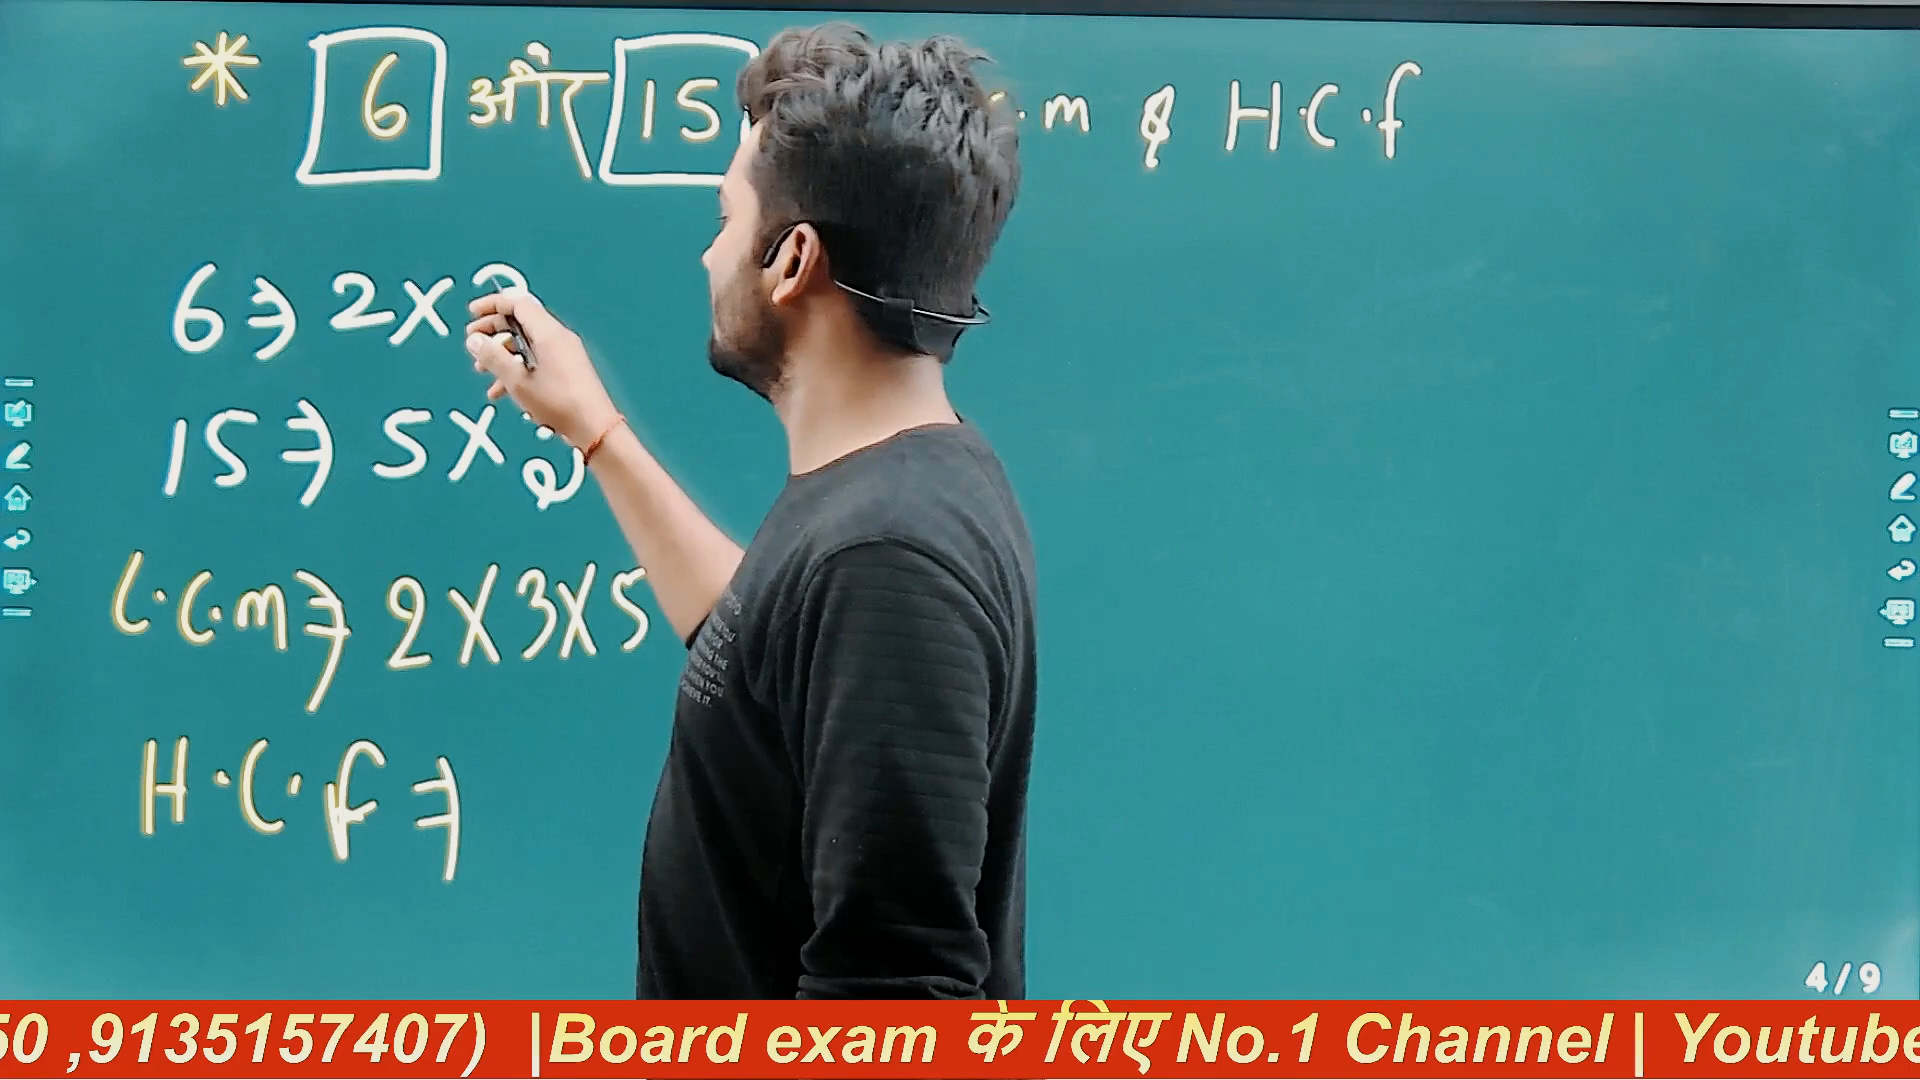 * 6 और 15 .m & H.C.f
6 ⇒ 2 X
15 ⇒ 5 X
L.C.m ⇒ 2 X 3 X 5
H.C.F ⇒
4/9
50 ,9135157407) |Board exam के लिए No.1 Channel | Youtube